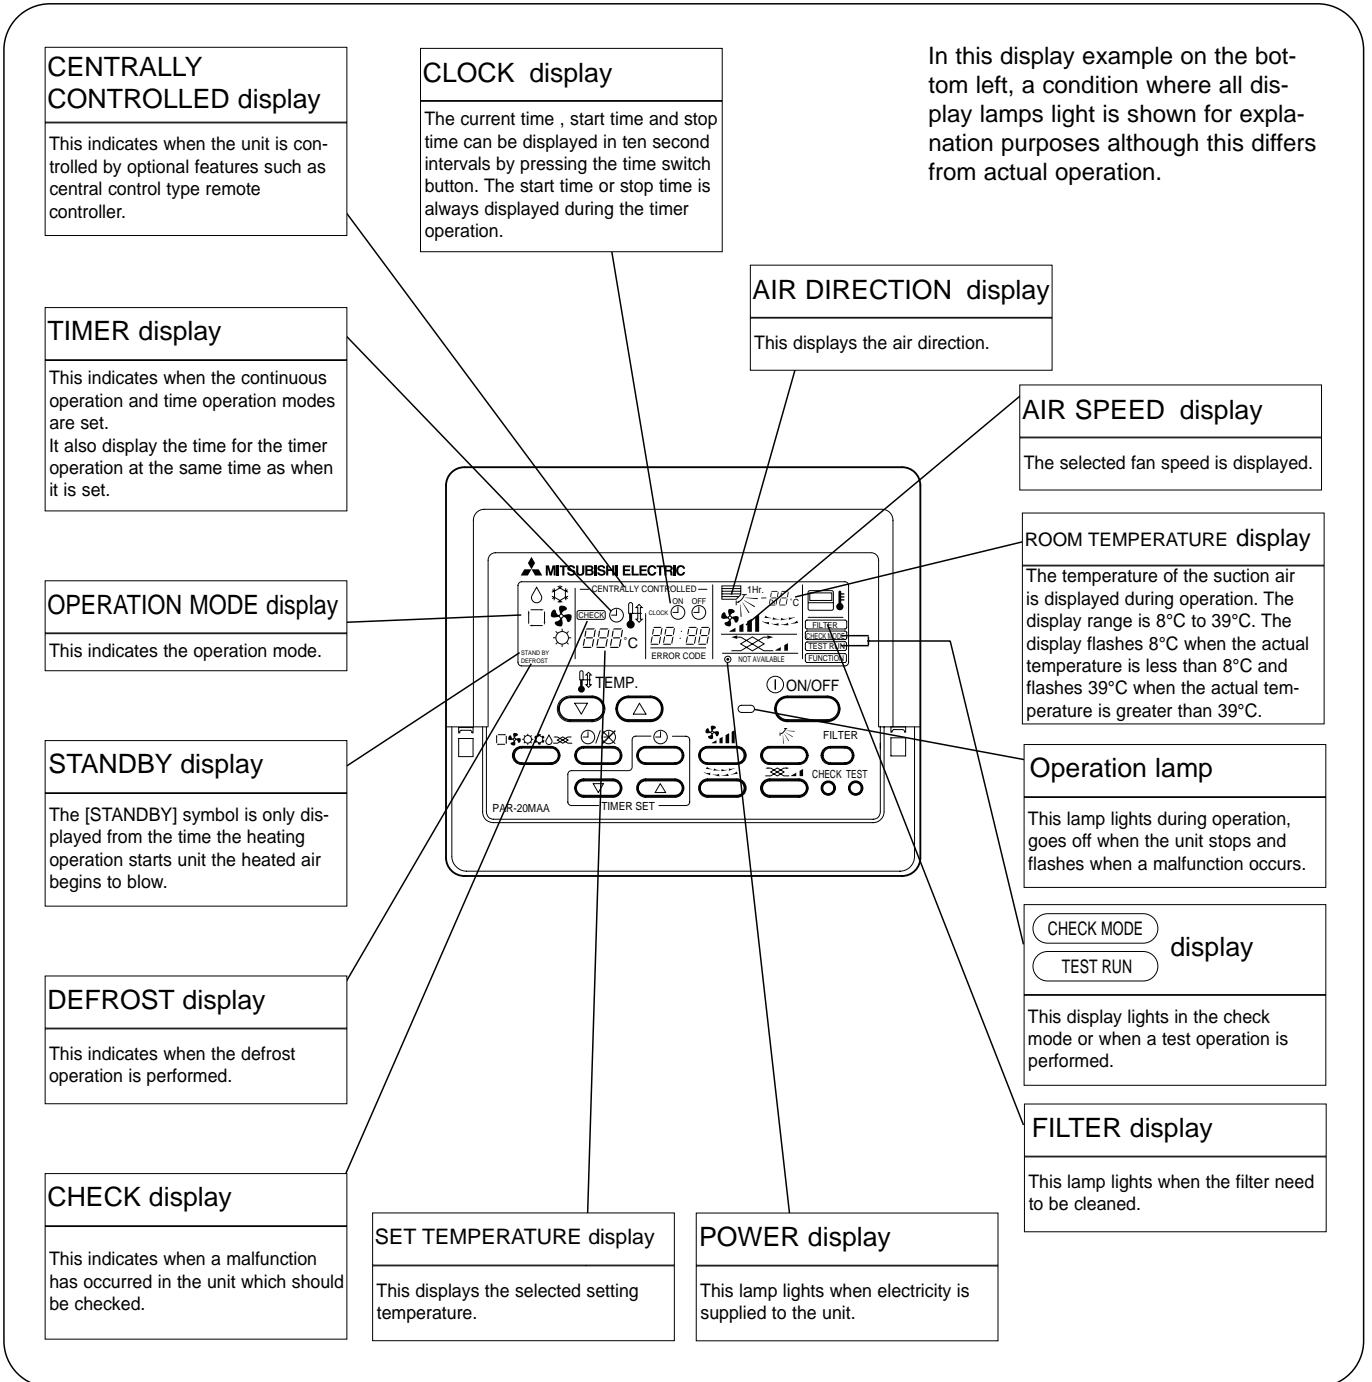 CENTRALLY
CONTROLLED display
This indicates when the unit is con-
trolled by optional features such as
central control type remote
controller.
CLOCK display
The current time , start time and stop
time can be displayed in ten second
intervals by pressing the time switch
button. The start time or stop time is
always displayed during the timer
operation.
In this display example on the bot-
tom left, a condition where all dis-
play lamps light is shown for expla-
nation purposes although this differs
from actual operation.
TIMER display
This indicates when the continuous
operation and time operation modes
are set.
It also display the time for the timer
operation at the same time as when
it is set.
AIR DIRECTION display
This displays the air direction.
AIR SPEED display
The selected fan speed is displayed.
OPERATION MODE display
This indicates the operation mode.
ROOM TEMPERATURE display
The temperature of the suction air
is displayed during operation. The
display range is 8°C to 39°C. The
display flashes 8°C when the actual
temperature is less than 8°C and
flashes 39°C when the actual tem-
perature is greater than 39°C.
MITSUBISHI ELECTRIC
CENTRALLY CONTROLLED
ON OFF
CHECK
CLOCK
1Hr.
88°C
888°C
88:88
ERROR CODE
STAND BY
DEFROST
NOT AVAILABLE
FILTER
CHECK MODE
TEST RUN
FUNCTION
TEMP.
ON/OFF
FILTER
CHECK TEST
PAR-20MAA
TIMER SET
STANDBY display
The [STANDBY] symbol is only dis-
played from the time the heating
operation starts unit the heated air
begins to blow.
Operation lamp
This lamp lights during operation,
goes off when the unit stops and
flashes when a malfunction occurs.
CHECK MODE
TEST RUN
display
This display lights in the check
mode or when a test operation is
performed.
DEFROST display
This indicates when the defrost
operation is performed.
FILTER display
This lamp lights when the filter need
to be cleaned.
CHECK display
This indicates when a malfunction
has occurred in the unit which should
be checked.
SET TEMPERATURE display
This displays the selected setting
temperature.
POWER display
This lamp lights when electricity is
supplied to the unit.